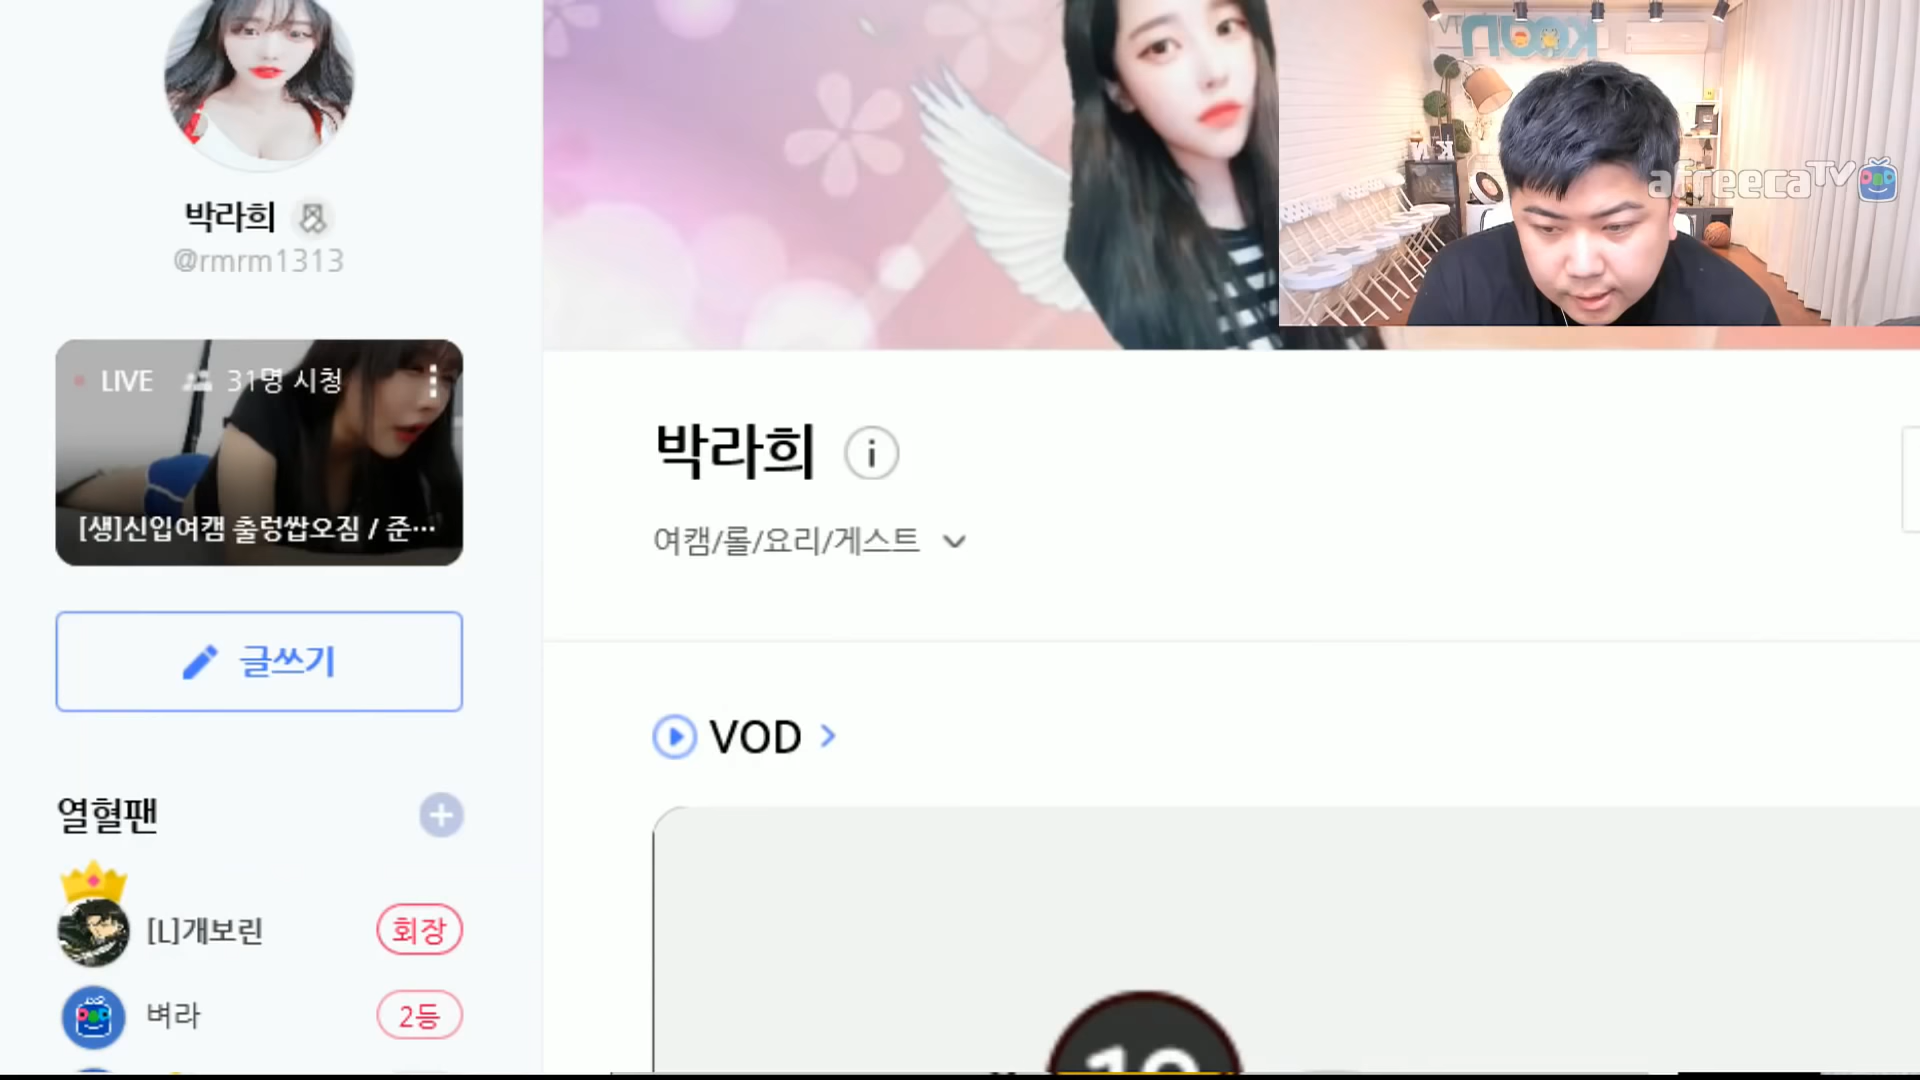 박라희
@rmrm1313
LIVE 31명 시청
[생]신입여캠 출렁쌉오짐 / 준…
글쓰기
열혈팬
[L]개보린 회장
벼라 2등
afreecaTV
박라희
여캠/롤/요리/게스트
VOD
19